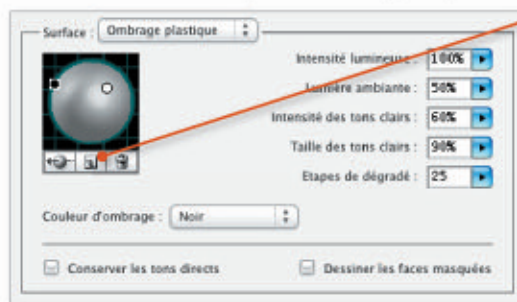 Surface : Ombrage plastique
Intensité lumineuse : 100%
Lumière ambiante : 50%
Intensité des tons clairs : 60%
Taille des tons clairs : 90%
Etapes de dégradé : 25
Couleur d'ombrage : Noir
Conserver les tons directs
Dessiner les faces masquées